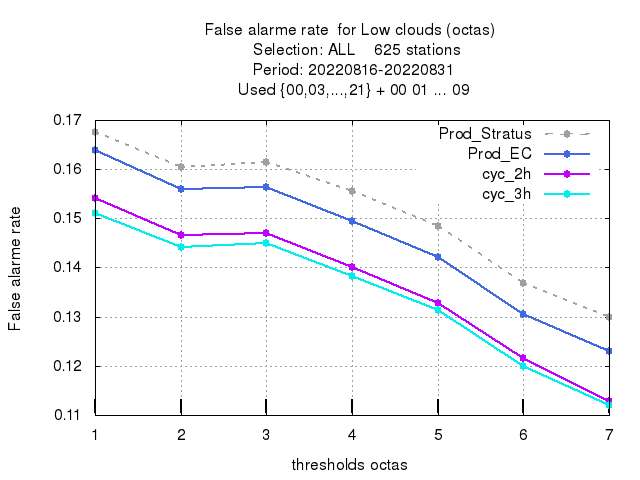 False alarme rate  for Low clouds (octas)
Selection: ALL    625 stations
Period: 20220816-20220831
Used {00,03,...,21} + 00 01 ... 09
0.17
0.16
0.15
0.14
0.13
0.12
0.11
False alarme rate
Prod_Stratus
Prod_EC
cyc_2h
cyc_3h
1 2 3 4 5 6 7
thresholds octas